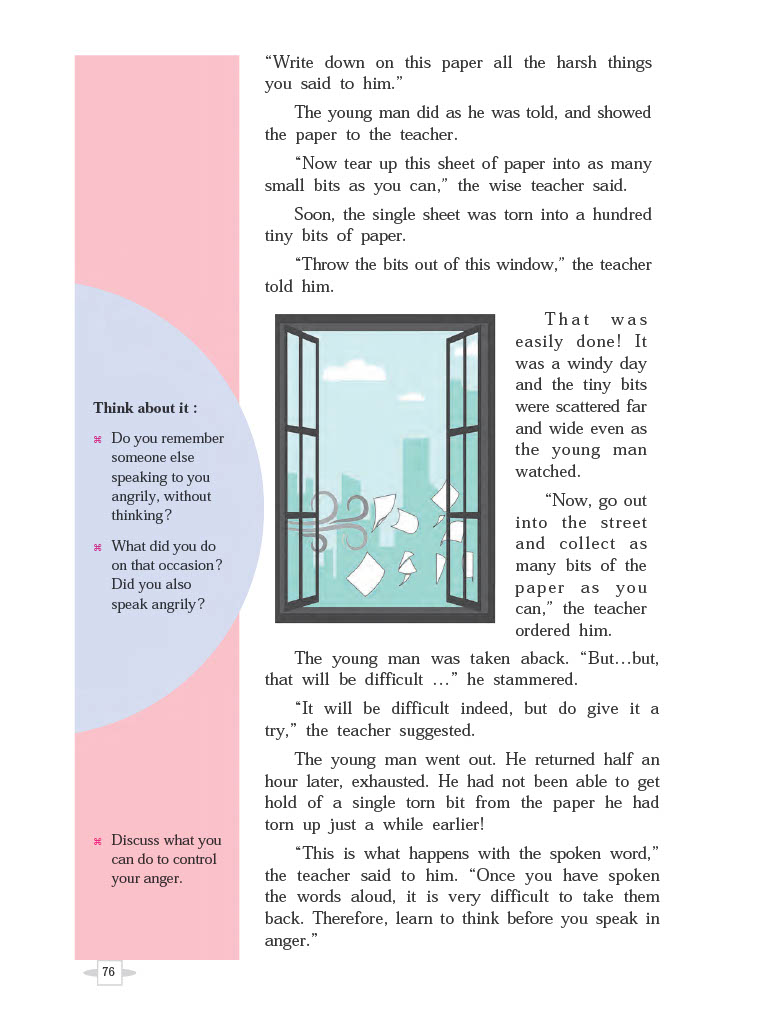 “Write down on this paper all the harsh things
you said to him.”
The young man did as he was told, and showed
the paper to the teacher.
“Now tear up this sheet of paper into as many
small bits as you can,” the wise teacher said.
Soon, the single sheet was torn into a hundred
tiny bits of paper.
“Throw the bits out of this window,” the teacher
told him.
That was
easily done! It
was a windy day
and the tiny bits
were scattered far
and wide even as
the young man
watched.
“Now, go out
into the street
and collect as
many bits of the
paper as you
can,” the teacher
ordered him.
The young man was taken aback. “But...but,
that will be difficult ...” he stammered.
“It will be difficult indeed, but do give it a
try,” the teacher suggested.
The young man went out. He returned half an
hour later, exhausted. He had not been able to get
hold of a single torn bit from the paper he had
torn up just a while earlier!
“This is what happens with the spoken word,”
the teacher said to him. “Once you have spoken
the words aloud, it is very difficult to take them
back. Therefore, learn to think before you speak in
anger.”
Think about it :
⌘ Do you remember
someone else
speaking to you
angrily, without
thinking?
⌘ What did you do
on that occasion?
Did you also
speak angrily?
⌘ Discuss what you
can do to control
your anger.
76